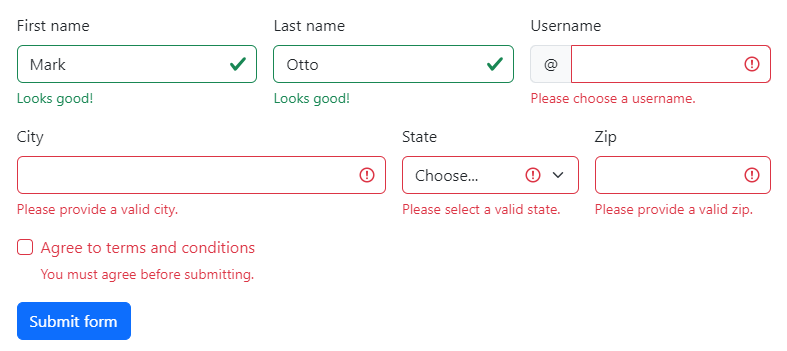 First name Last name Username
Mark Otto @
Looks good! Looks good! Please choose a username.
City State Zip
Choose...
Please provide a valid city. Please select a valid state. Please provide a valid zip.
Agree to terms and conditions
You must agree before submitting.
Submit form